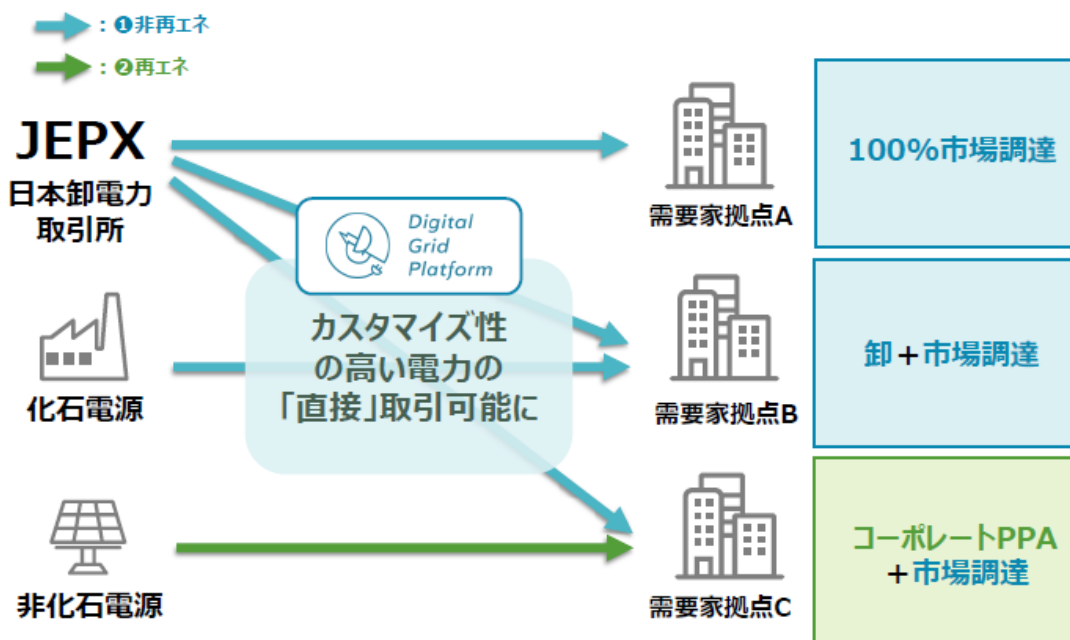 ：❶非再エネ
：❷再エネ
JEPX
日本卸電力
取引所
化石電源
非化石電源
Digital
Grid
Platform
カスタマイズ性
の高い電力の
「直接」取引可能に
需要家拠点A
100%市場調達
需要家拠点B
卸＋市場調達
需要家拠点C
コーポレートPPA
＋市場調達